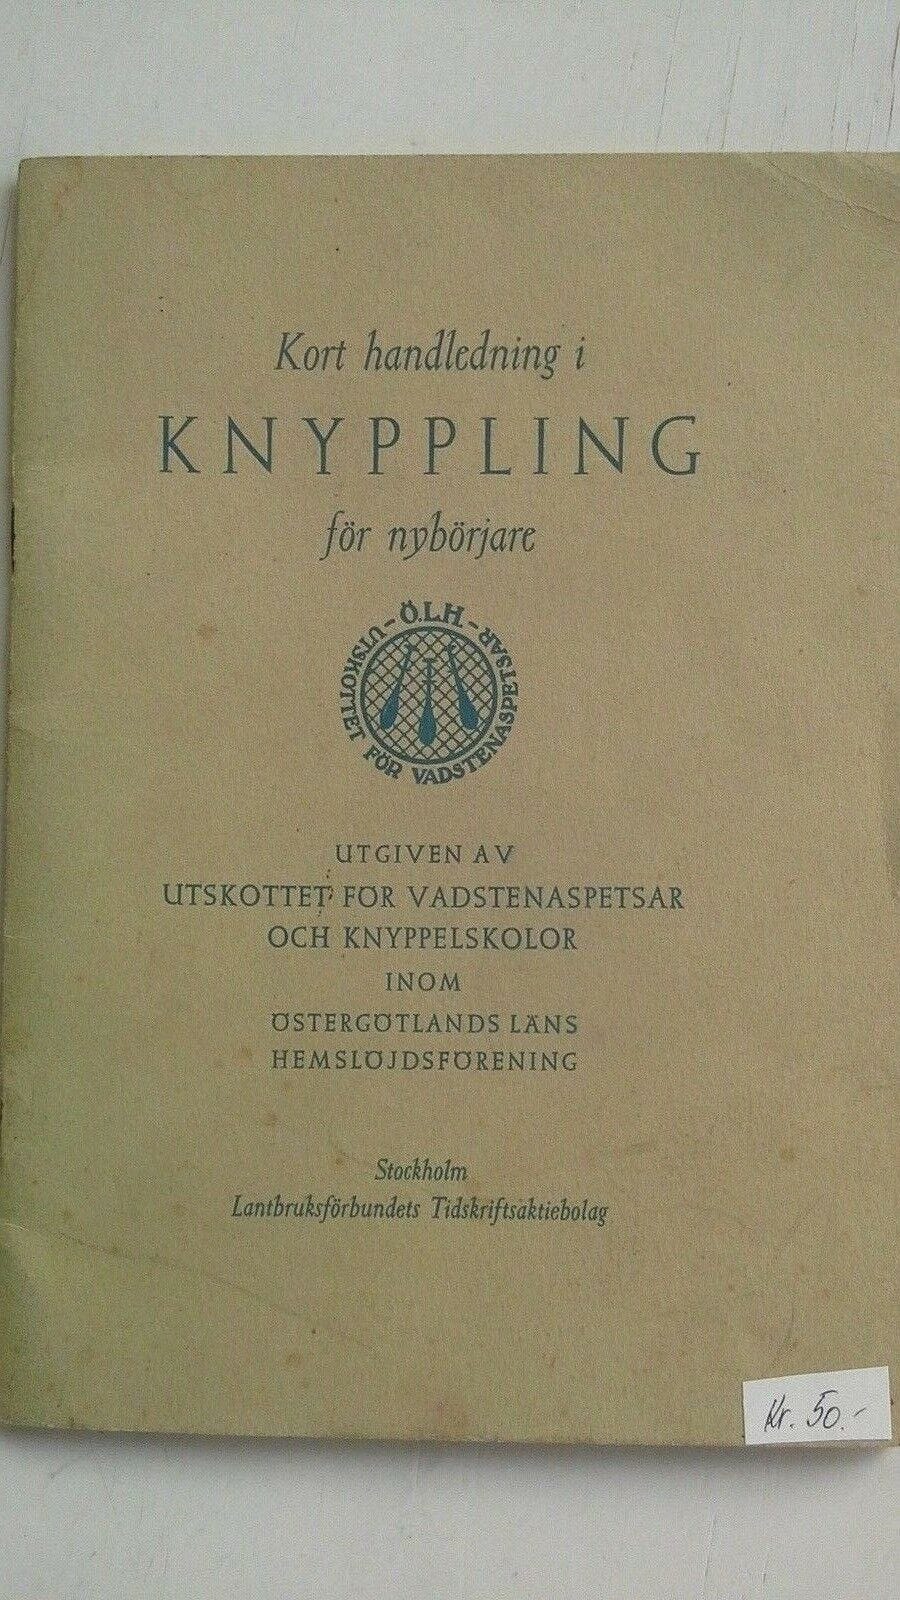 Kort handledning i
KNYPPLING
för nybörjare
Ö.L.H. - UTSKOTTET FÖR VADSTENASPETSAR -
UTGIVEN AV
UTSKOTTET FÖR VADSTENASPETSAR
OCH KNYPPELSKOLOR
INOM
ÖSTERGÖTLANDS LÄNS
HEMSLÖJDSFÖRENING
Stockholm
Lantbruksförbundets Tidskriftsaktiebolag
Kr. 50.-